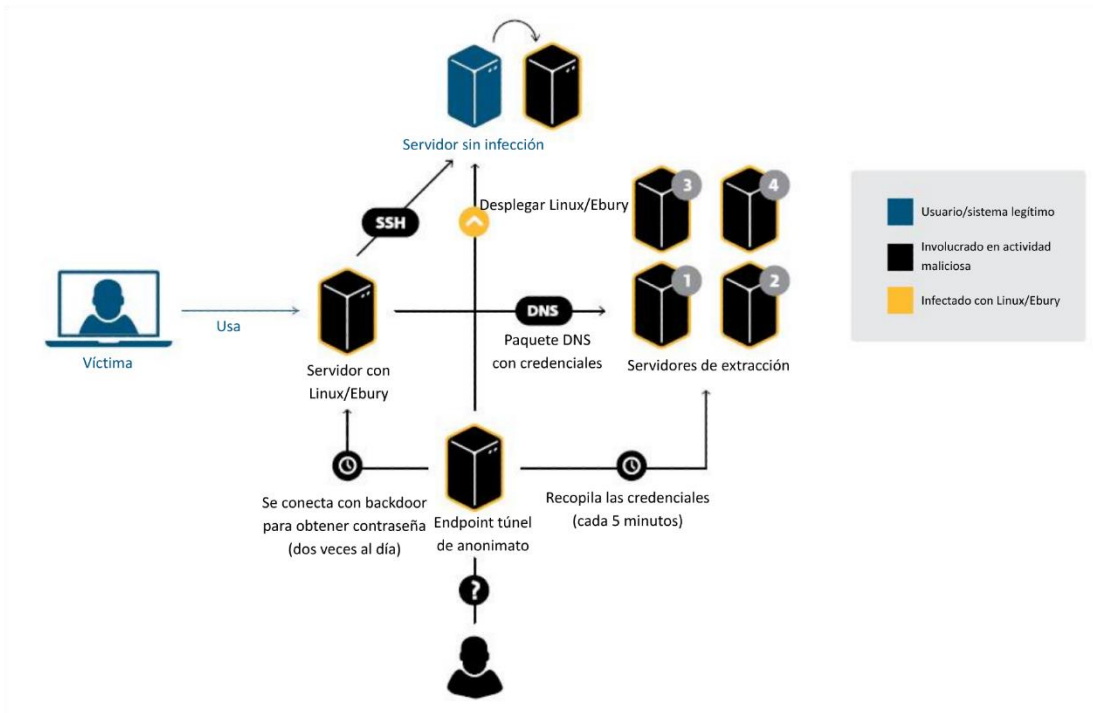 Servidor sin infección
3
4
Desplegar Linux/Ebury
SSH
Usuario/sistema legítimo
Involucrado en actividad
maliciosa
Infectado con Linux/Ebury
1
2
DNS
Usa
Víctima
Paquete DNS
con credenciales
Servidores de extracción
Servidor con
Linux/Ebury
Se conecta con backdoor
para obtener contraseña
(dos veces al día)
Endpoint túnel
de anonimato
Recopila las credenciales
(cada 5 minutos)
?